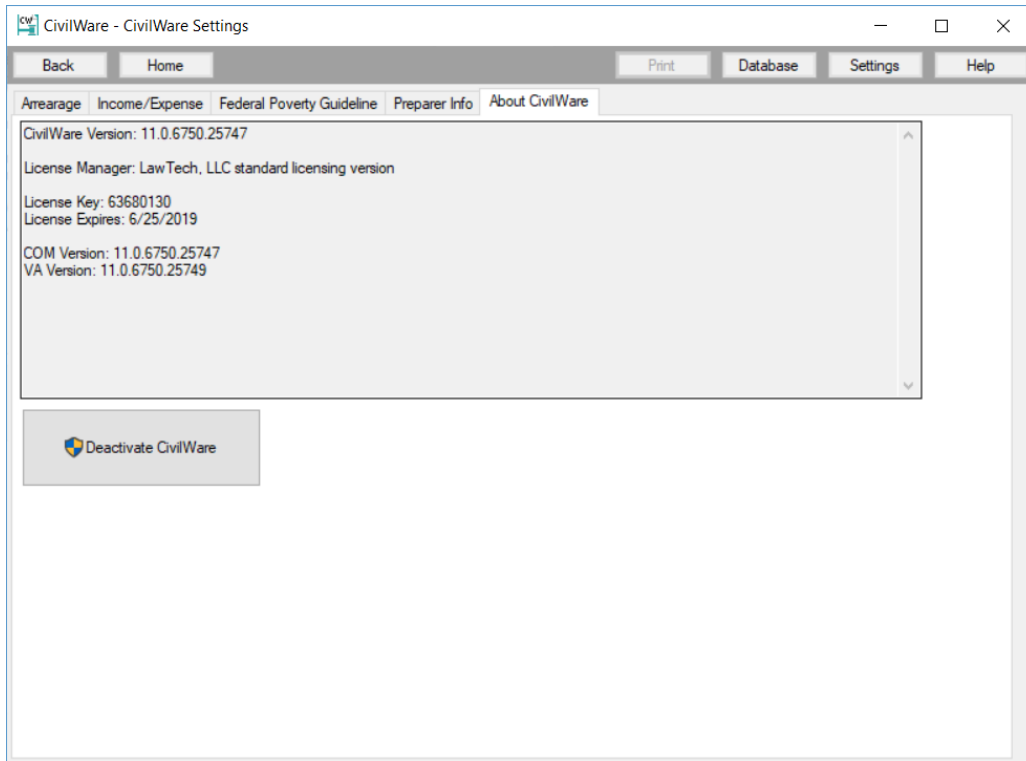 CW
CivilWare - CivilWare Settings
Back Home Print Database Settings Help
Arrearage Income/Expense Federal Poverty Guideline Preparer Info About CivilWare
CivilWare Version: 11.0.6750.25747
License Manager: LawTech, LLC standard licensing version
License Key: 63680130
License Expires: 6/25/2019
COM Version: 11.0.6750.25747
VA Version: 11.0.6750.25749
Deactivate CivilWare